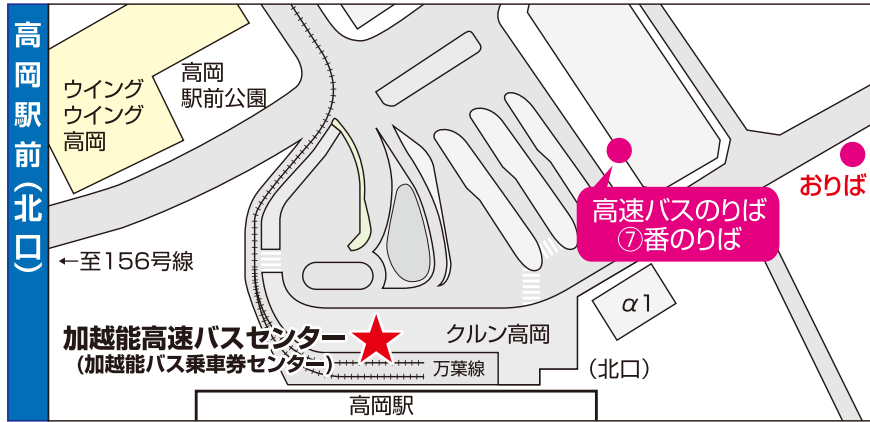 高岡駅前(北口)
ウイング
ウイング
高岡
高岡
駅前公園
おりば
高速バスのりば
⑦番のりば
←至156号線
α1
加越能高速バスセンター
(加越能バス乗車券センター)
クルン高岡
万葉線
(北口)
高岡駅